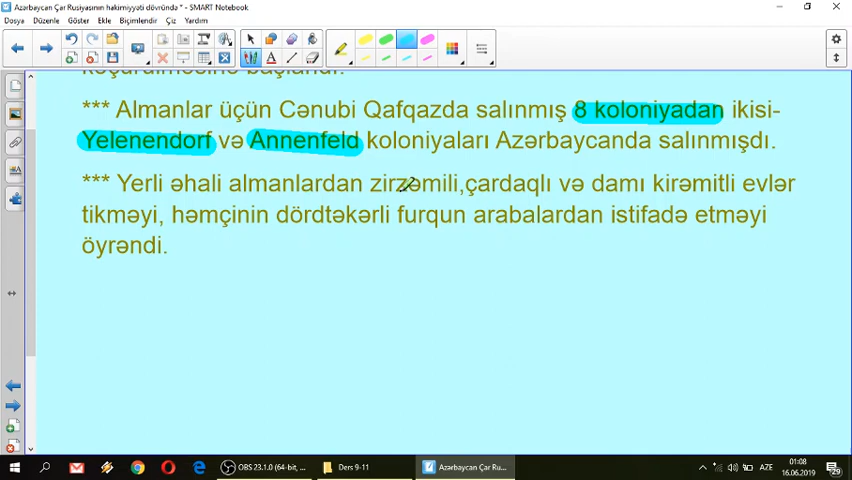 Azərbaycan Çar Rusiyasının hakimiyyəti dövründə * - SMART Notebook
Dosya Düzenle Göster Ekle Biçimlendir Çiz Yardım
*** Almanlar üçün Cənubi Qafqazda salınmış 8 koloniyadan ikisi-
Yelenendorf və Annenfeld koloniyaları Azərbaycanda salınmışdı.
*** Yerli əhali almanlardan zirzəmili,çardaqlı və damı kirəmitli evlər
tikməyi, həmçinin dördtəkərli furqun arabalardan istifadə etməyi
öyrəndi.
OBS 23.1.0 (64-bit, ... Ders 9-11 Azərbaycan Çar Ru... AZE 01:08
16.06.2019 29